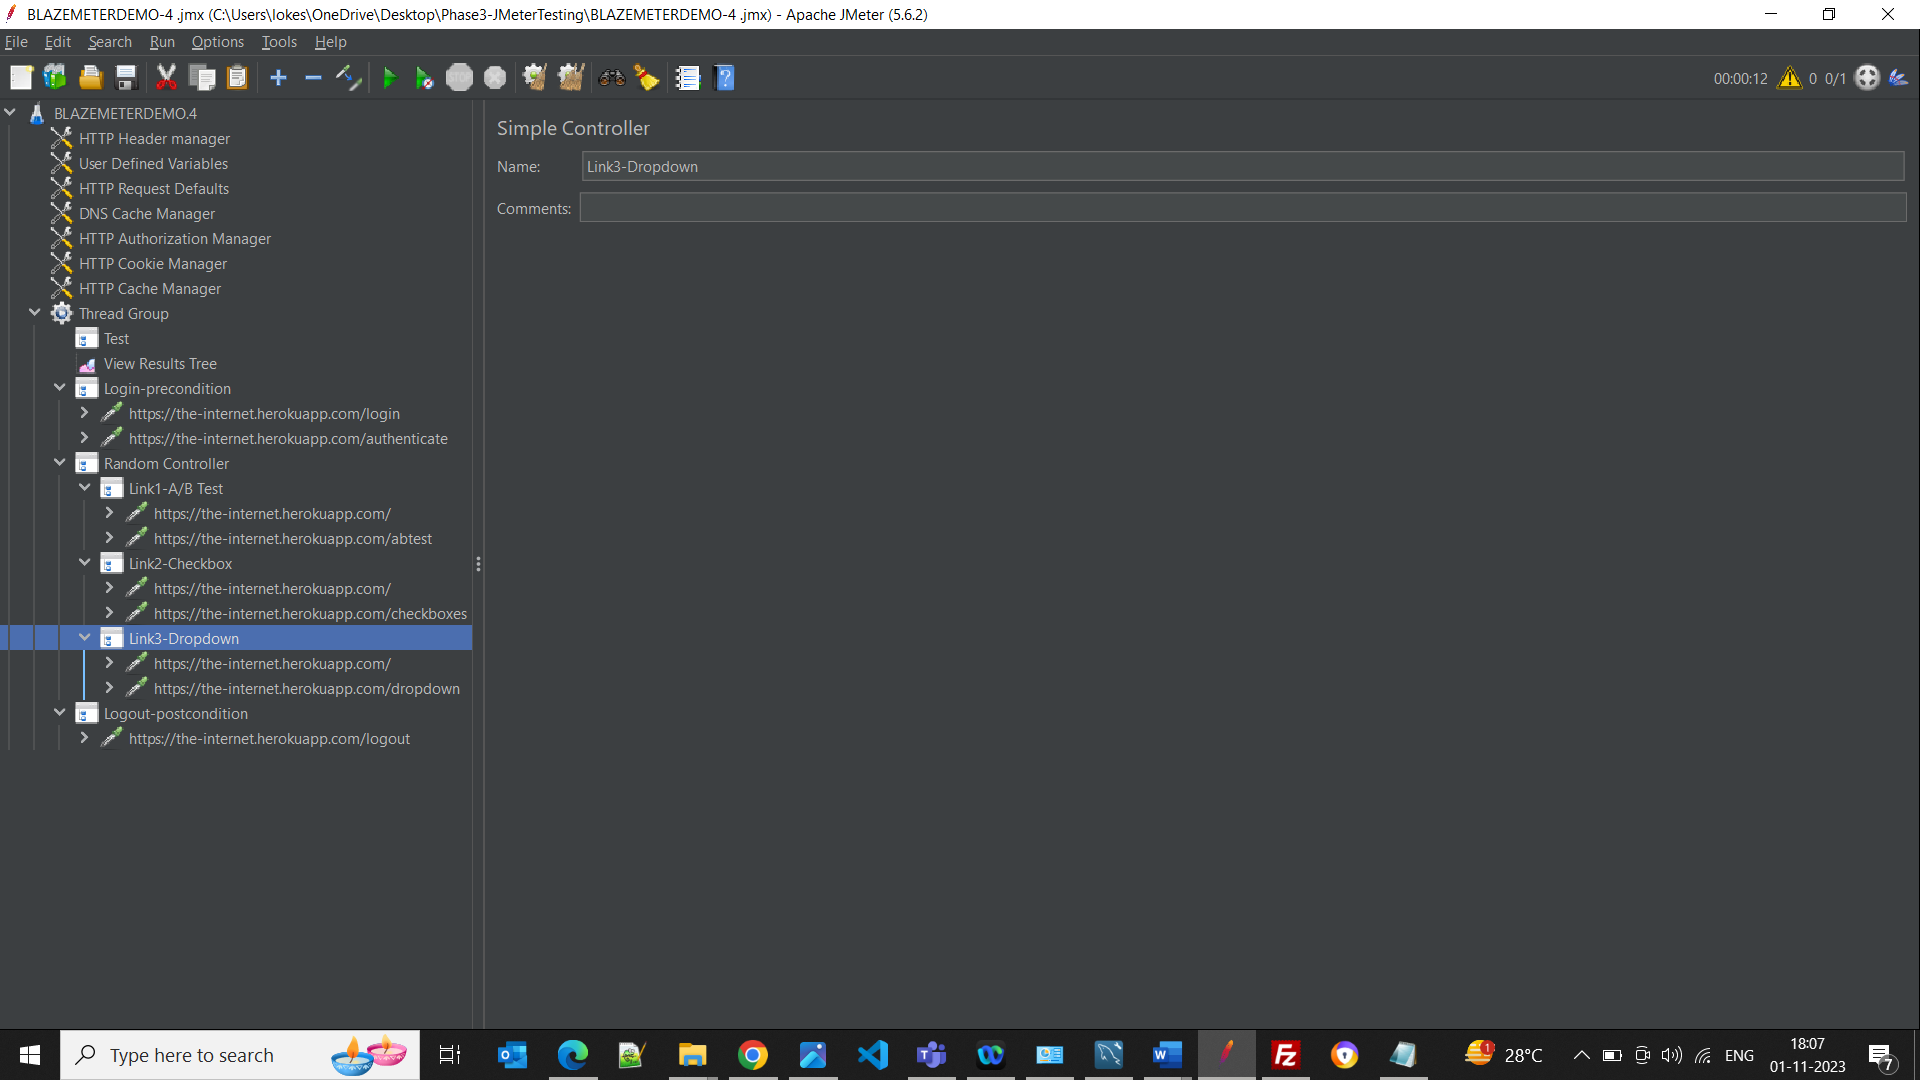 BLAZEMETERDEMO-4 .jmx (C:\Users\lokes\OneDrive\Desktop\Phase3-JMeterTesting\BLAZEMETERDEMO-4 .jmx) - Apache JMeter (5.6.2)
File Edit Search Run Options Tools Help
STOP
00:00:12 0 0/1
BLAZEMETERDEMO.4
HTTP Header manager
User Defined Variables
HTTP Request Defaults
DNS Cache Manager
HTTP Authorization Manager
HTTP Cookie Manager
HTTP Cache Manager
Thread Group
Test
View Results Tree
Login-precondition
https://the-internet.herokuapp.com/login
https://the-internet.herokuapp.com/authenticate
Random Controller
Link1-A/B Test
https://the-internet.herokuapp.com/
https://the-internet.herokuapp.com/abtest
Link2-Checkbox
https://the-internet.herokuapp.com/
https://the-internet.herokuapp.com/checkboxes
Link3-Dropdown
https://the-internet.herokuapp.com/
https://the-internet.herokuapp.com/dropdown
Logout-postcondition
https://the-internet.herokuapp.com/logout
Simple Controller
Name: Link3-Dropdown
Comments:
Type here to search
1 28°C
ENG
18:07
01-11-2023
7